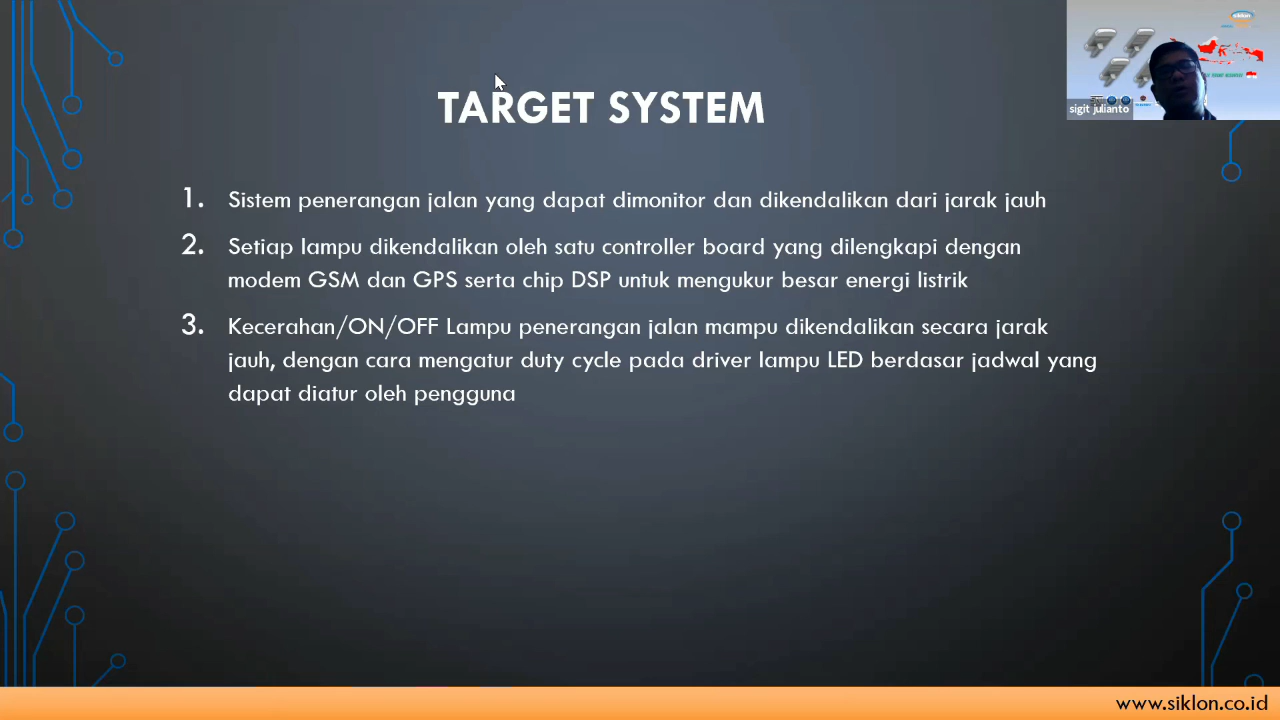 TARGET SYSTEM
1. Sistem penerangan jalan yang dapat dimonitor dan dikendalikan dari jarak jauh
2. Setiap lampu dikendalikan oleh satu controller board yang dilengkapi dengan
modem GSM dan GPS serta chip DSP untuk mengukur besar energi listrik
3. Kecerahan/ON/OFF Lampu penerangan jalan mampu dikendalikan secara jarak
jauh, dengan cara mengatur duty cycle pada driver lampu LED berdasar jadwal yang
dapat diatur oleh pengguna
siklon
sigit julianto
www.siklon.co.id